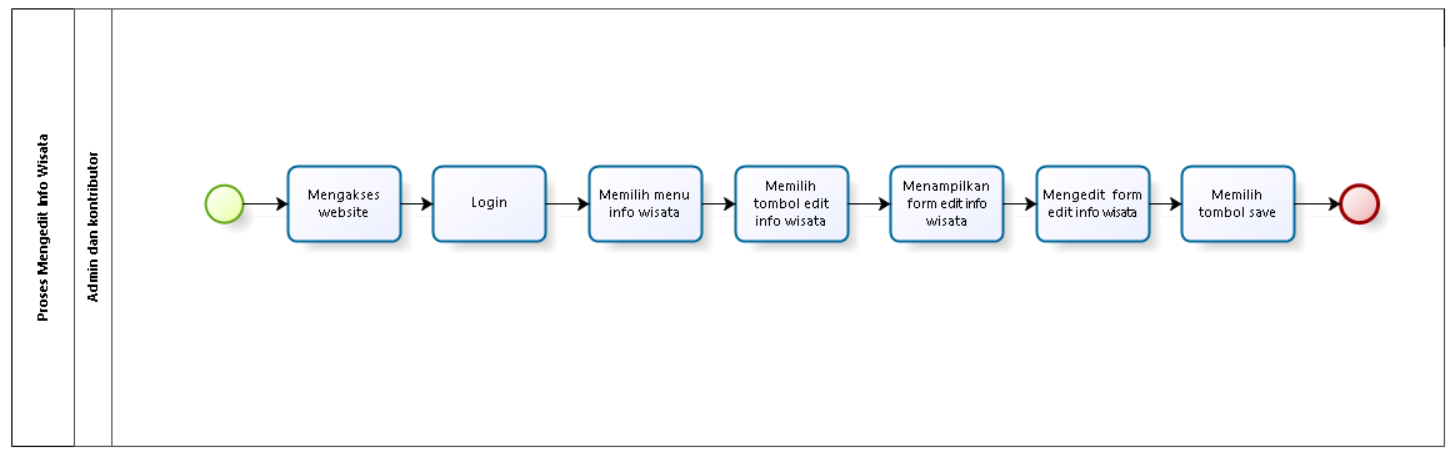 Proses Mengedit Info Wisata
Admin dan kontributor
Mengakses
website
Login
Memilih menu
info wisata
Memilih
tombol edit
info wisata
Menampilkan
form edit info
wisata
Mengedit form
edit info wisata
Memilih
tombol save